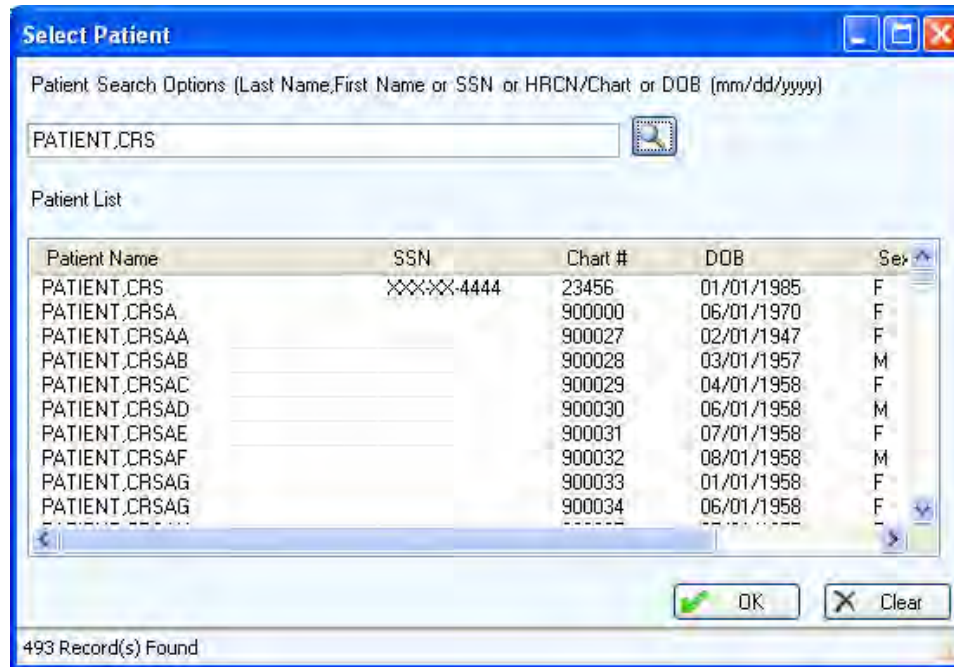 Select Patient
Patient Search Options (Last Name,First Name or SSN or HRCN/Chart or DOB (mm/dd/yyyy)
PATIENT,CRS
Patient List
Patient Name SSN Chart # DOB Sex
PATIENT,CRS XXX-XX-4444 23456 01/01/1985 F
PATIENT,CRSA 900000 06/01/1970 F
PATIENT,CRSAA 900027 02/01/1947 F
PATIENT,CRSAB 900028 03/01/1957 M
PATIENT,CRSAC 900029 04/01/1958 F
PATIENT,CRSAD 900030 06/01/1958 M
PATIENT,CRSAE 900031 07/01/1958 F
PATIENT,CRSAF 900032 08/01/1958 M
PATIENT,CRSAG 900033 01/01/1958 F
PATIENT,CRSAG 900034 06/01/1958 F
OK Clear
493 Record(s) Found